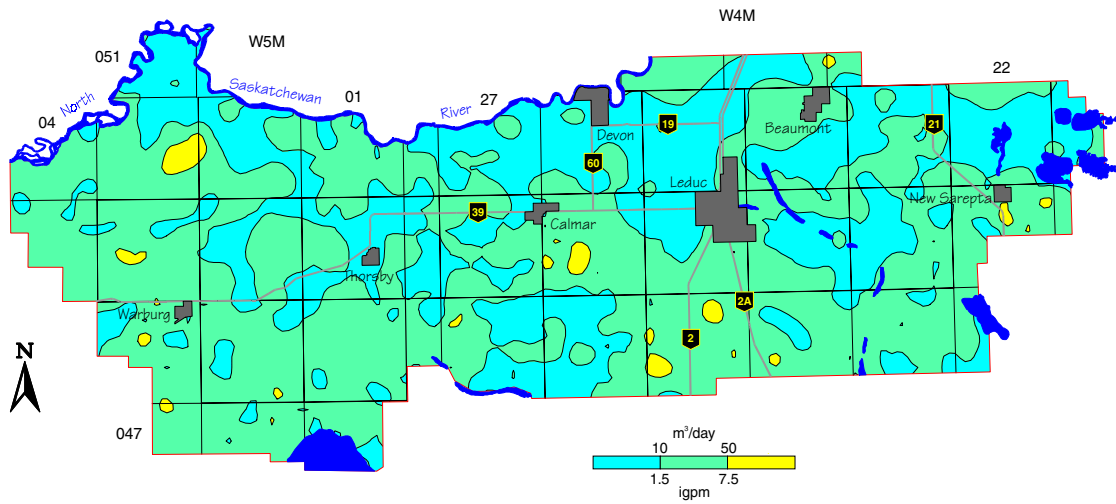 W4M
051
W5M
22
North
Saskatchewan
River
04
01
27
Devon
19
Beaumont
21
60
Leduc
New Sarepta
39
Calmar
Thorsby
Warburg
2A
2
N
047
m³/day
10 50
1.5 7.5
igpm